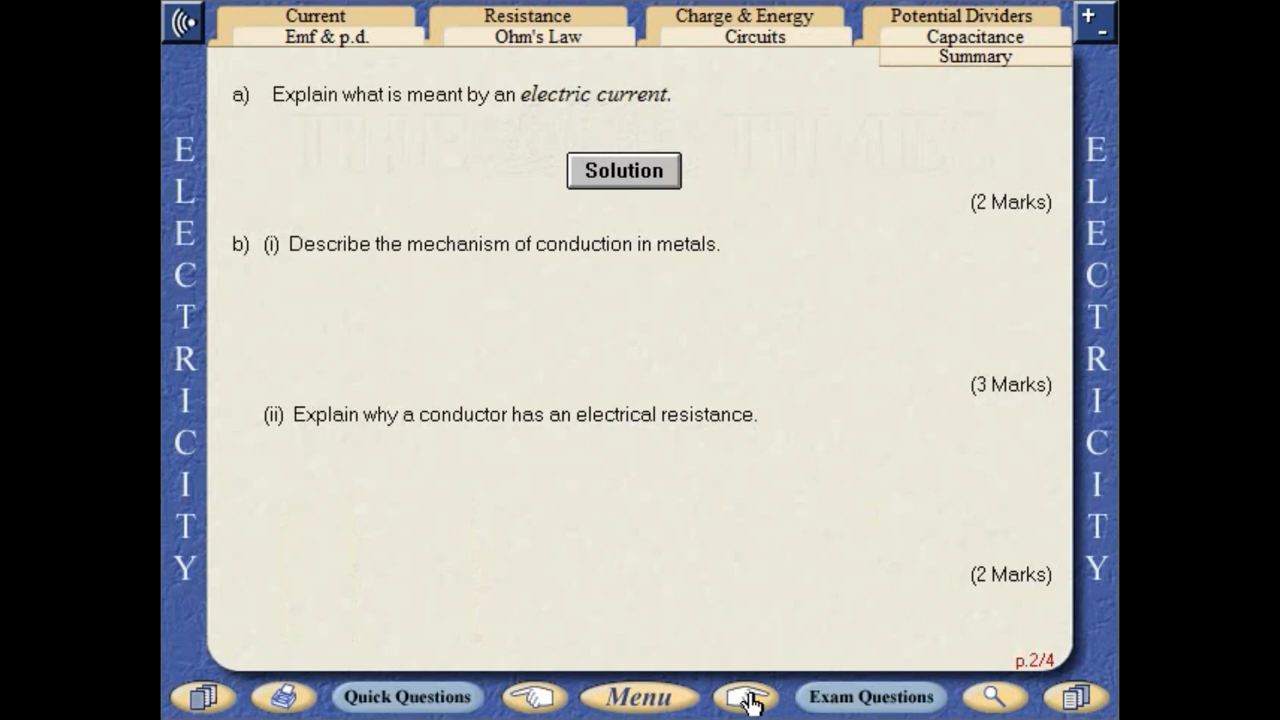 Current Resistance Charge & Energy Potential Dividers
Emf & p.d. Ohm's Law Circuits Capacitance
Summary
+
-
a) Explain what is meant by an electric current.
Solution
(2 Marks)
b) (i) Describe the mechanism of conduction in metals.
(3 Marks)
(ii) Explain why a conductor has an electrical resistance.
(2 Marks)
p.2/4
ELECTRICITY
ELECTRICITY
Quick Questions Menu Exam Questions